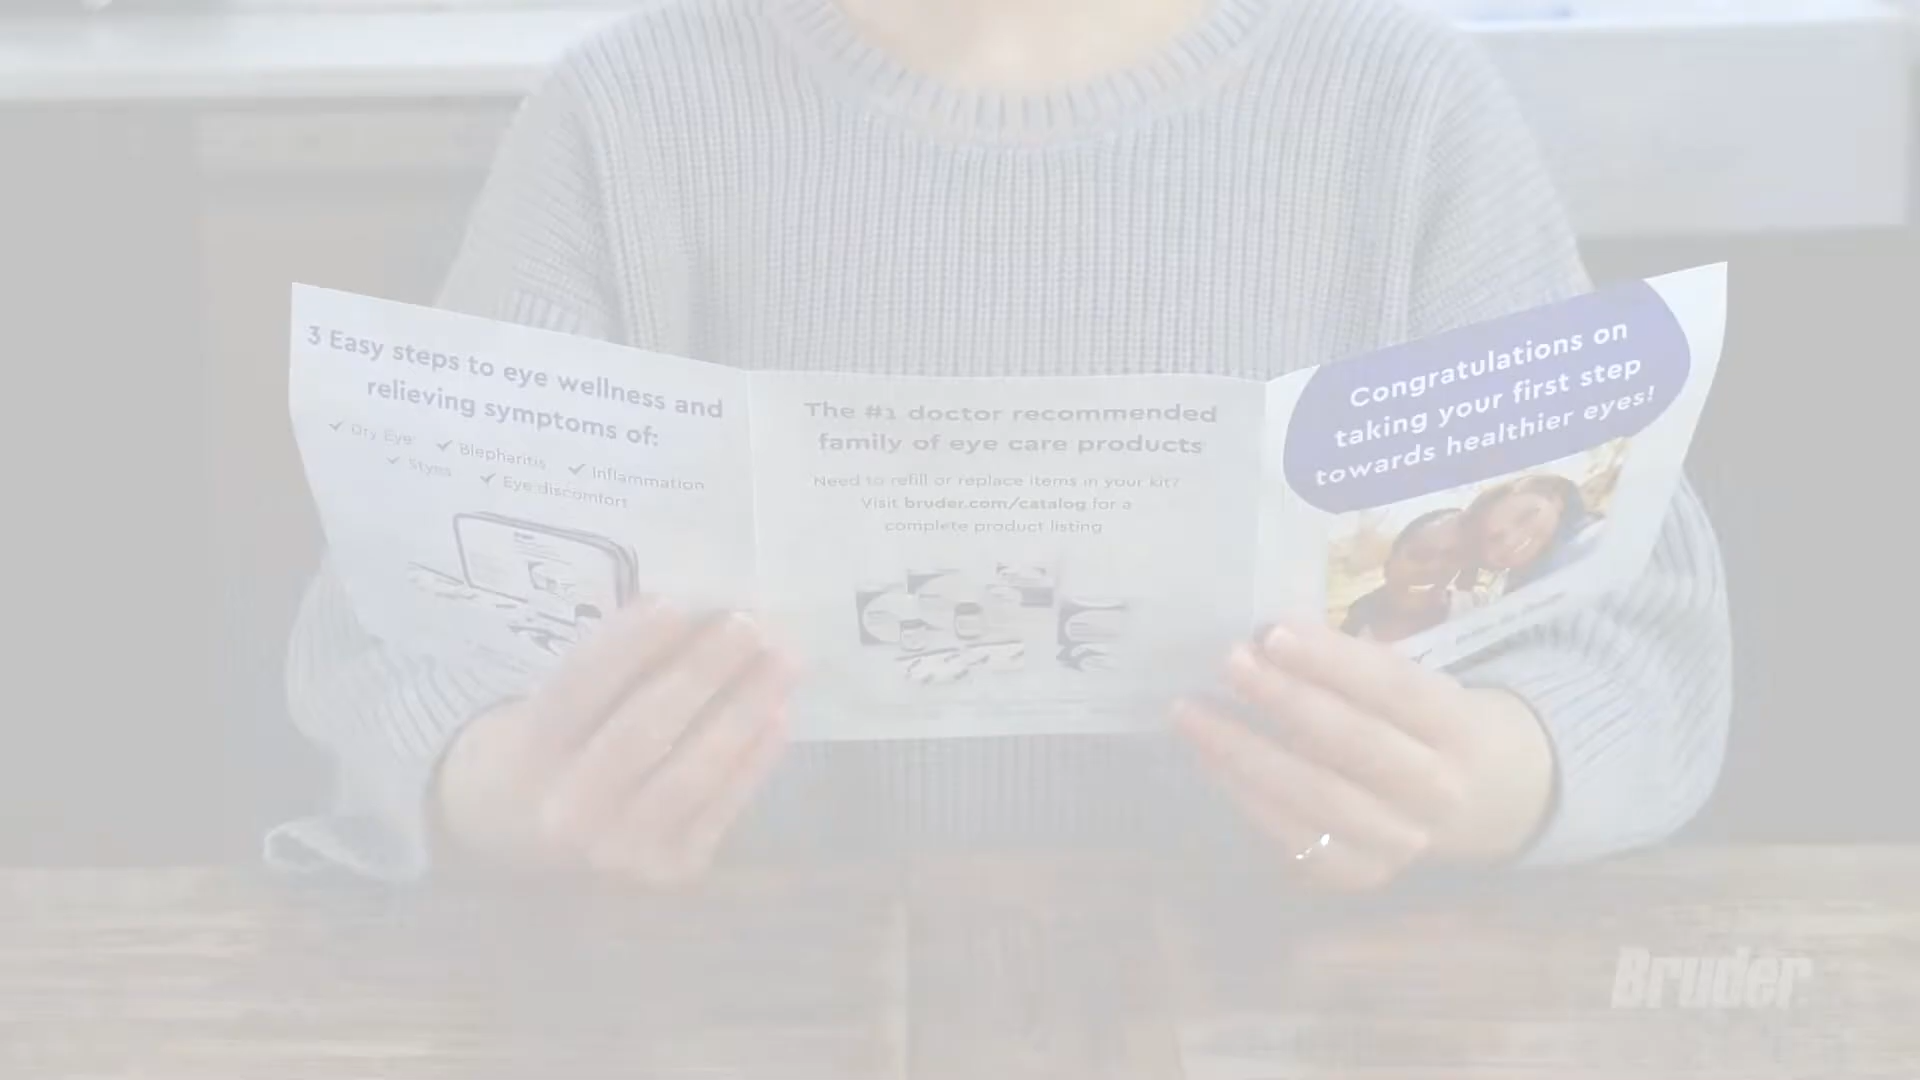 3 Easy steps to eye wellness and
relieving symptoms of:
✓ Dry Eye ✓ Blepharitis ✓ Inflammation
✓ Styes ✓ Eye discomfort
The #1 doctor recommended
family of eye care products
Need to refill or replace items in your kit?
Visit bruder.com/catalog for a
complete product listing
Congratulations on
taking your first step
towards healthier eyes!
Bruder